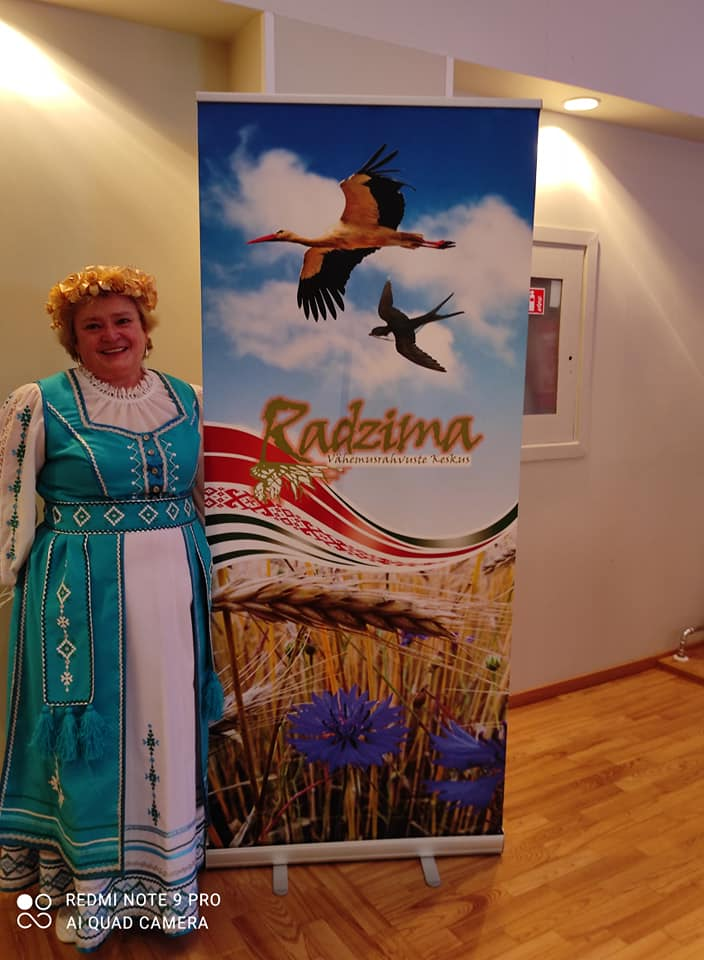 Radzima
Vähemusrahvuste Keskus
REDMI NOTE 9 PRO
AI QUAD CAMERA